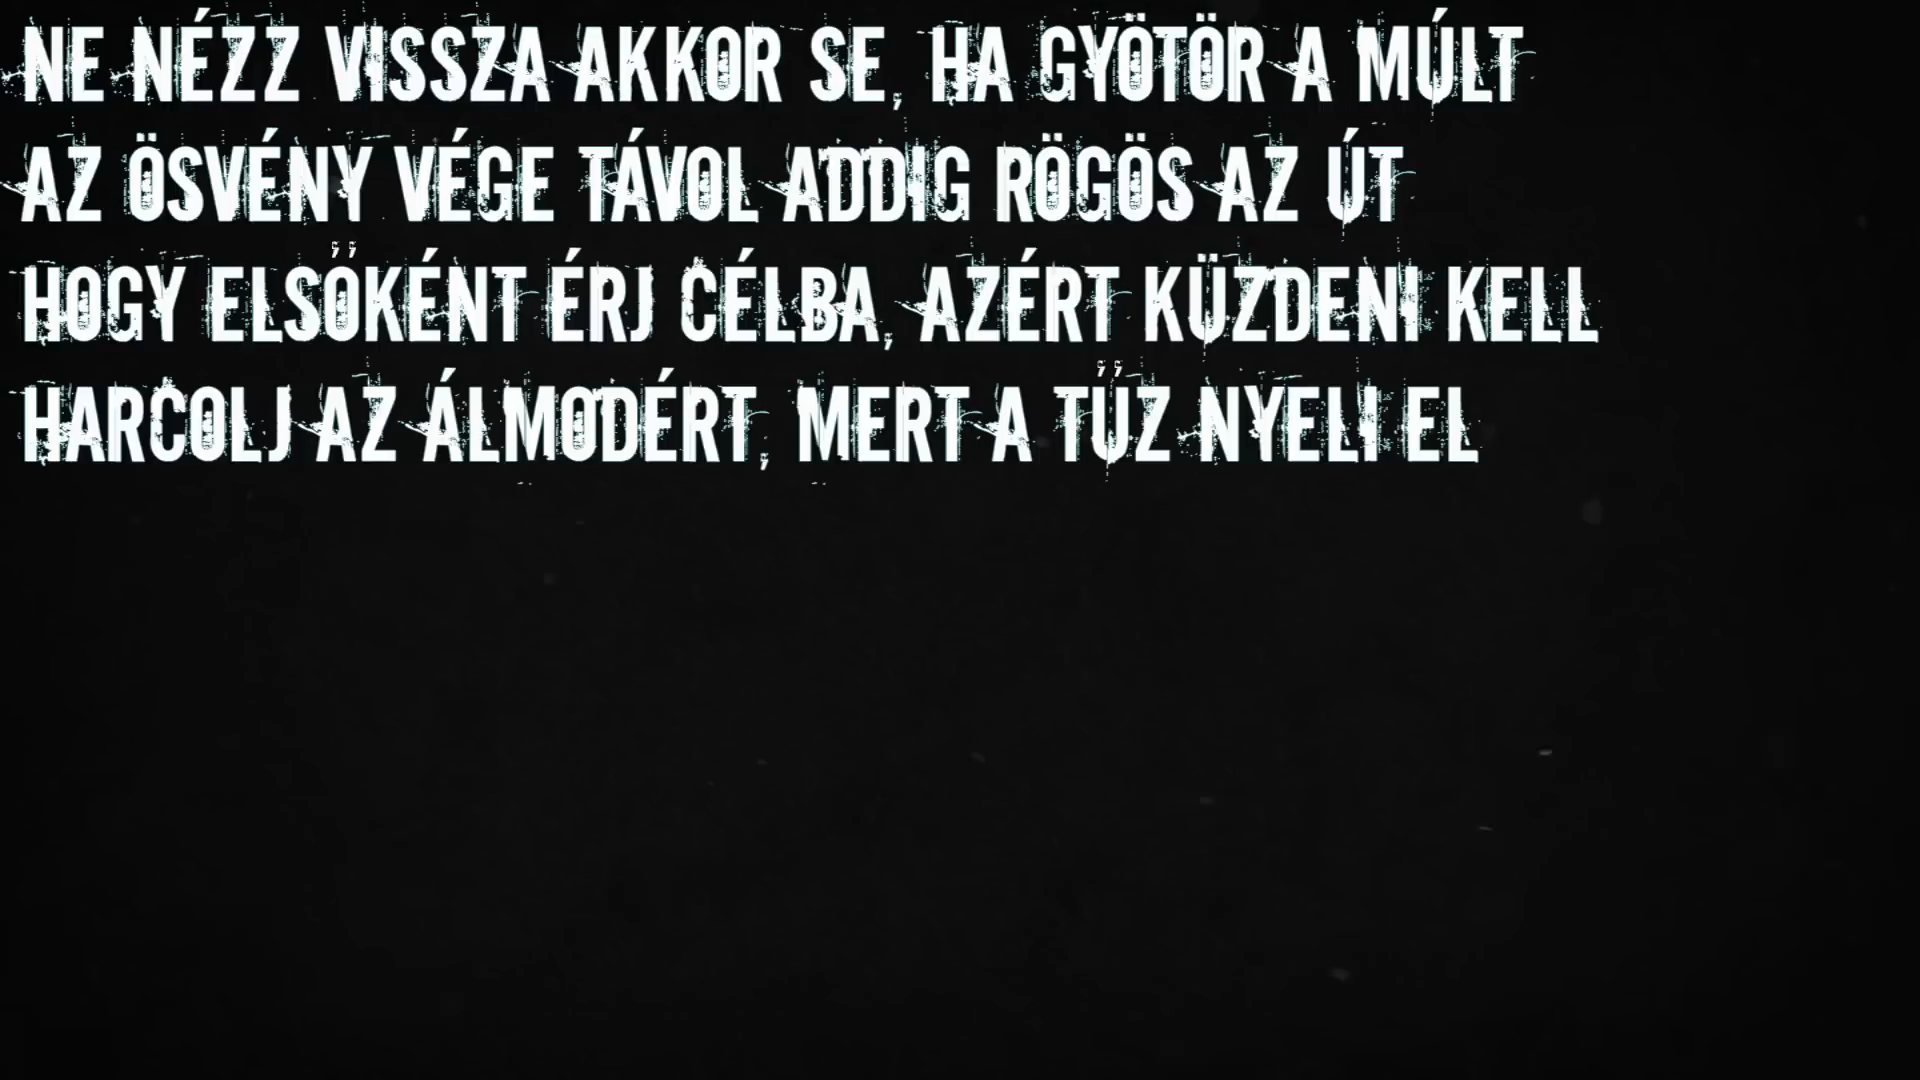 NE NÉZZ VISSZA AKKOR SE, HA GYÖTÖR A MÚLT
AZ ÖSVÉNY VÉGE TÁVOL ADDIG RÖGÖS AZ ÚT
HOGY ELSŐKÉNT ÉRJ CÉLBA, AZÉRT KÜZDENI KELL
HARCOLJ AZ ÁLMODÉRT, MERT A TŰZ NYELI EL